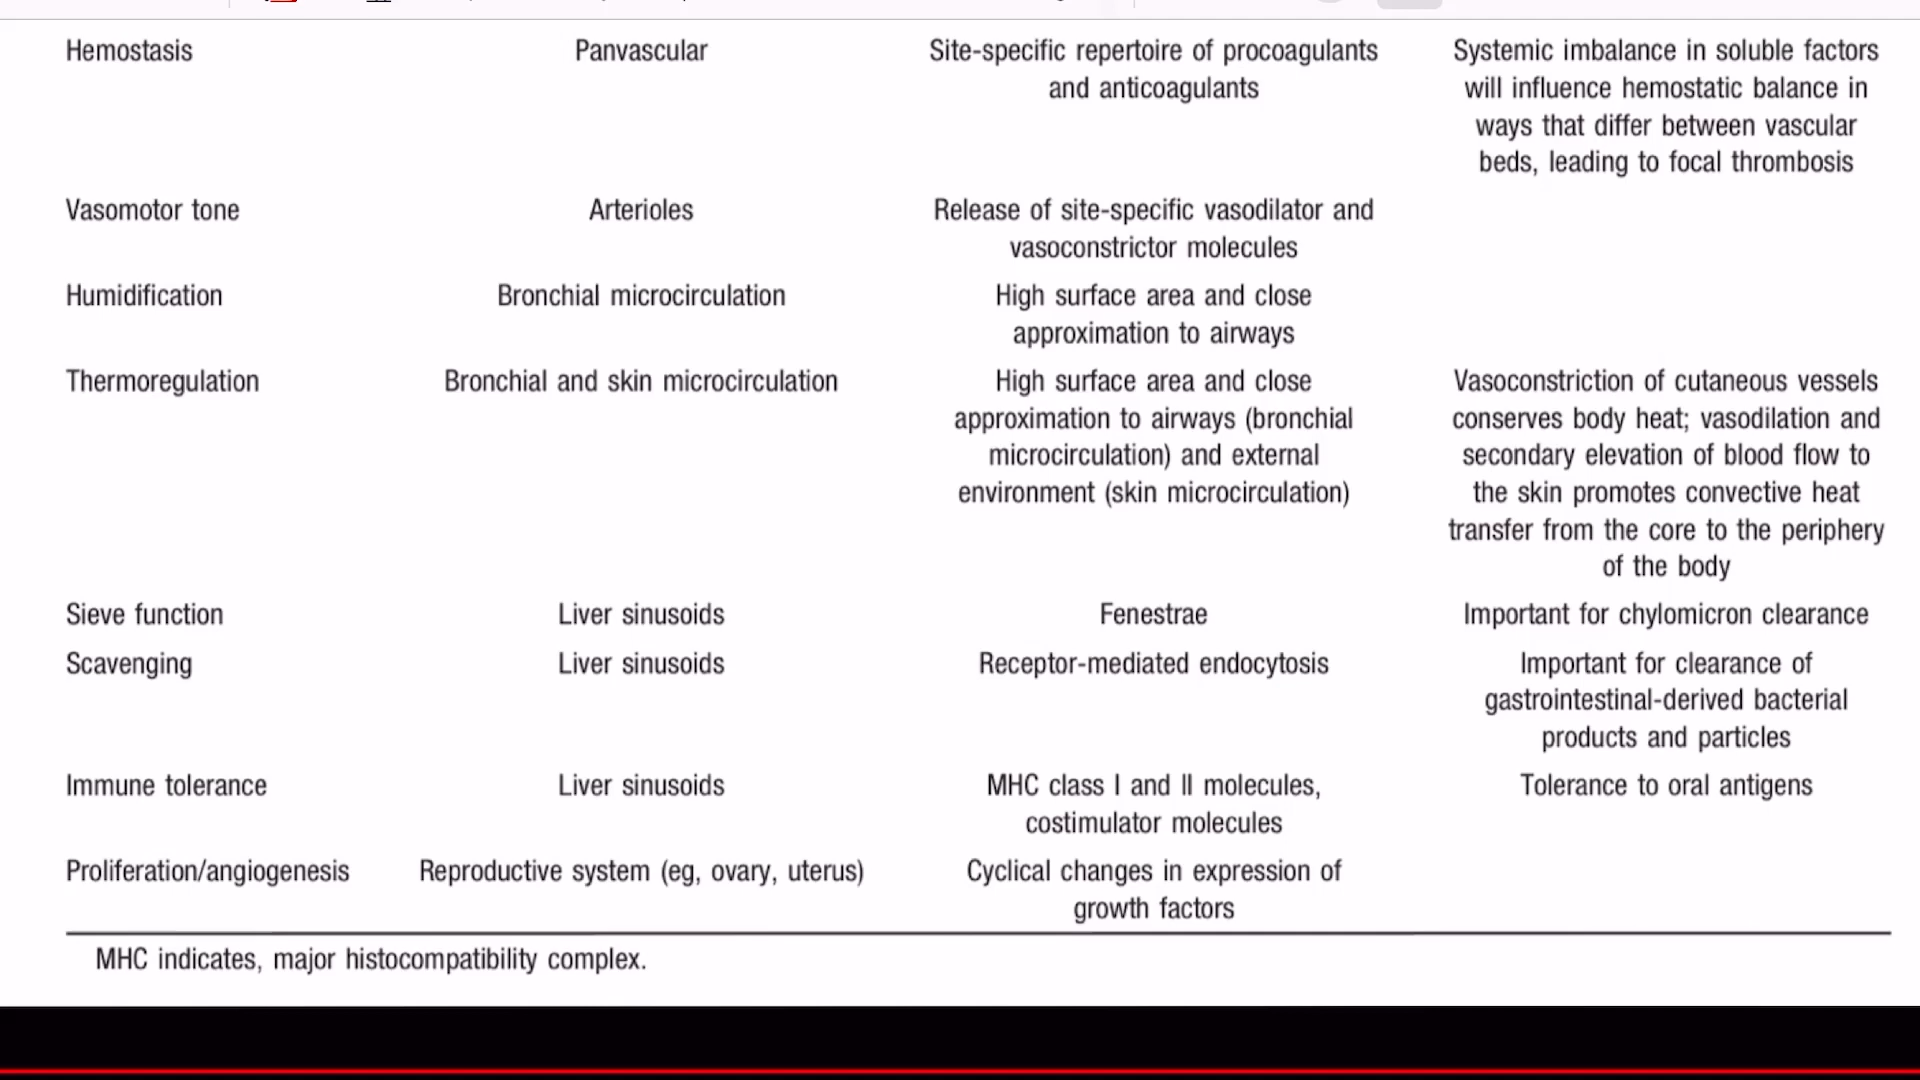 Hemostasis
Panvascular
Site-specific repertoire of procoagulants
and anticoagulants
Systemic imbalance in soluble factors
will influence hemostatic balance in
ways that differ between vascular
beds, leading to focal thrombosis
Vasomotor tone
Arterioles
Release of site-specific vasodilator and
vasoconstrictor molecules
Humidification
Bronchial microcirculation
High surface area and close
approximation to airways
Thermoregulation
Bronchial and skin microcirculation
High surface area and close
approximation to airways (bronchial
microcirculation) and external
environment (skin microcirculation)
Vasoconstriction of cutaneous vessels
conserves body heat; vasodilation and
secondary elevation of blood flow to
the skin promotes convective heat
transfer from the core to the periphery
of the body
Sieve function
Liver sinusoids
Fenestrae
Important for chylomicron clearance
Scavenging
Liver sinusoids
Receptor-mediated endocytosis
Important for clearance of
gastrointestinal-derived bacterial
products and particles
Immune tolerance
Liver sinusoids
MHC class I and II molecules,
costimulator molecules
Tolerance to oral antigens
Proliferation/angiogenesis
Reproductive system (eg, ovary, uterus)
Cyclical changes in expression of
growth factors
MHC indicates, major histocompatibility complex.